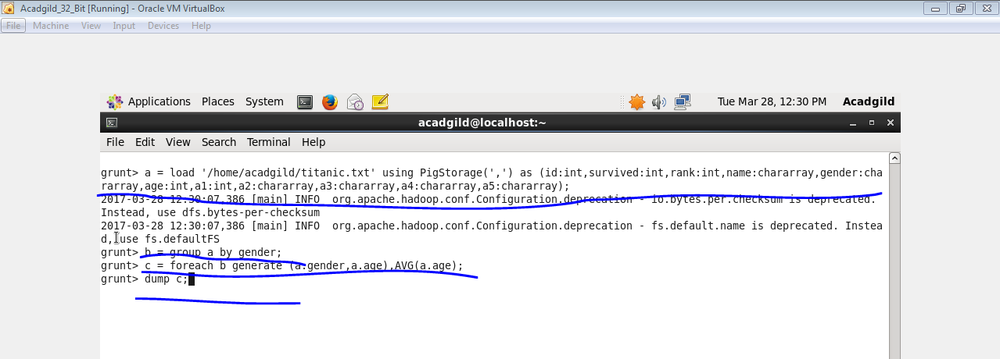 Acadgild_32_Bit [Running] - Oracle VM VirtualBox
File Machine View Input Devices Help
Applications Places System Tue Mar 28, 12:30 PM Acadgild
acadgild@localhost:~
File Edit View Search Terminal Help
grunt> a = load '/home/acadgild/titanic.txt' using PigStorage(',') as (id:int,survived:int,rank:int,name:chararray,gender:cha
rarray,age:int,a1:int,a2:chararray,a3:chararray,a4:chararray,a5:chararray);
2017-03-28 12:30:07,386 [main] INFO  org.apache.hadoop.conf.Configuration.deprecation - io.bytes.per.checksum is deprecated.
Instead, use dfs.bytes-per-checksum
2017-03-28 12:30:07,386 [main] INFO  org.apache.hadoop.conf.Configuration.deprecation - fs.default.name is deprecated. Instea
d, use fs.defaultFS
grunt> b = group a by gender;
grunt> c = foreach b generate (a.gender,a.age),AVG(a.age);
grunt> dump c;